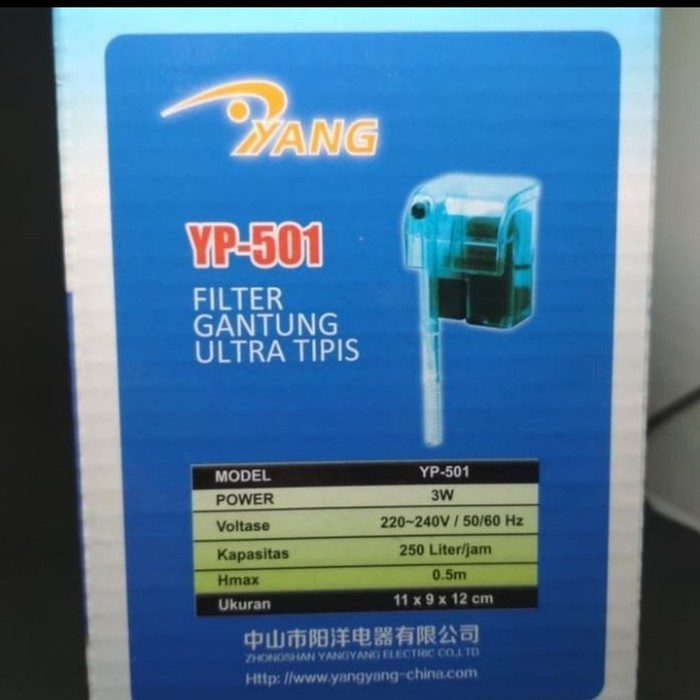 YANG
YP-501
FILTER
GANTUNG
ULTRA TIPIS
MODEL YP-501
POWER 3W
Voltase 220~240V / 50/60 Hz
Kapasitas 250 Liter/jam
Hmax 0.5m
Ukuran 11 x 9 x 12 cm
中山市阳洋电器有限公司
ZHONGSHAN YANGYANG ELECTRIC CO.,LTD
Http: //www.yangyang-china.com